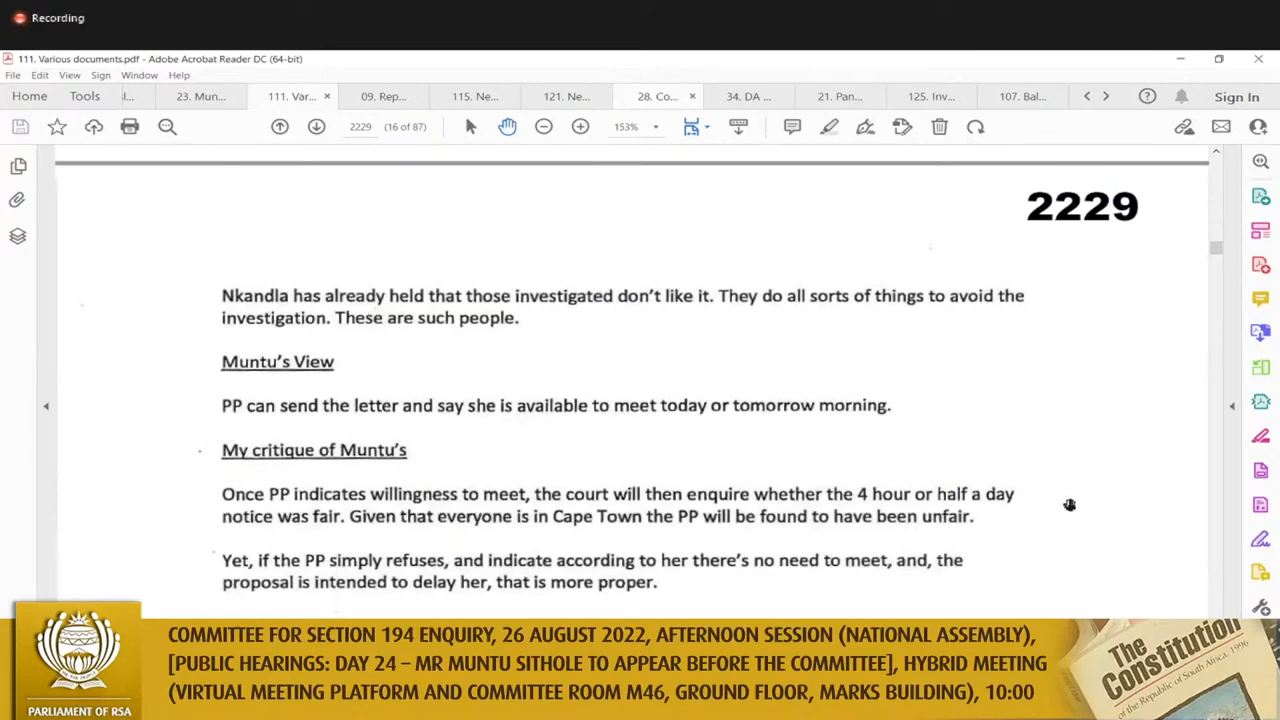 Recording
111. Various documents.pdf - Adobe Acrobat Reader DC (64-bit)
File Edit View Sign Window Help
Home Tools 23. Mun... 111. Var... 09. Rep... 115. Ne... 121. Ne... 28. Co... 34. DA ... 21. Pan... 125. Inv... 107. Bal... Sign In
2229 (16 of 87) 153%
2229
Nkandla has already held that those investigated don't like it. They do all sorts of things to avoid the
investigation. These are such people.
Muntu's View
PP can send the letter and say she is available to meet today or tomorrow morning.
My critique of Muntu's
Once PP indicates willingness to meet, the court will then enquire whether the 4 hour or half a day
notice was fair. Given that everyone is in Cape Town the PP will be found to have been unfair.
Yet, if the PP simply refuses, and indicate according to her there's no need to meet, and, the
proposal is intended to delay her, that is more proper.
COMMITTEE FOR SECTION 194 ENQUIRY, 26 AUGUST 2022, AFTERNOON SESSION (NATIONAL ASSEMBLY),
[PUBLIC HEARINGS: DAY 24 – MR MUNTU SITHOLE TO APPEAR BEFORE THE COMMITTEE], HYBRID MEETING
(VIRTUAL MEETING PLATFORM AND COMMITTEE ROOM M46, GROUND FLOOR, MARKS BUILDING), 10:00
PARLIAMENT OF RSA
The
Constitution
of the Republic of South Africa, 1996